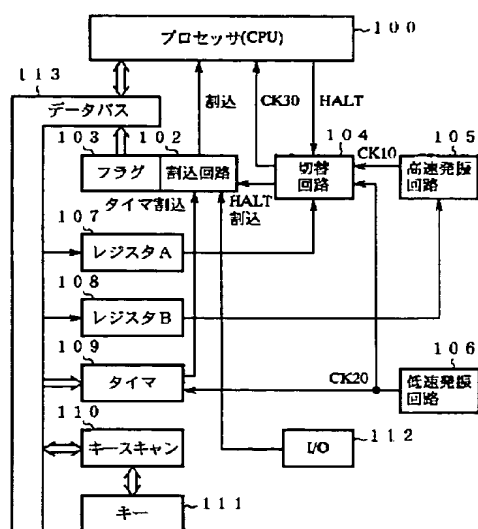 プロセッサ(CPU)
100
113
データバス
割込
CK30
HALT
103
102
フラグ
割込回路
104
切替
回路
CK10
105
高速発振
回路
タイマ割込
HALT
割込
107
レジスタA
108
レジスタB
109
タイマ
CK20
106
低速発振
回路
110
キースキャン
I/O
112
キー
111